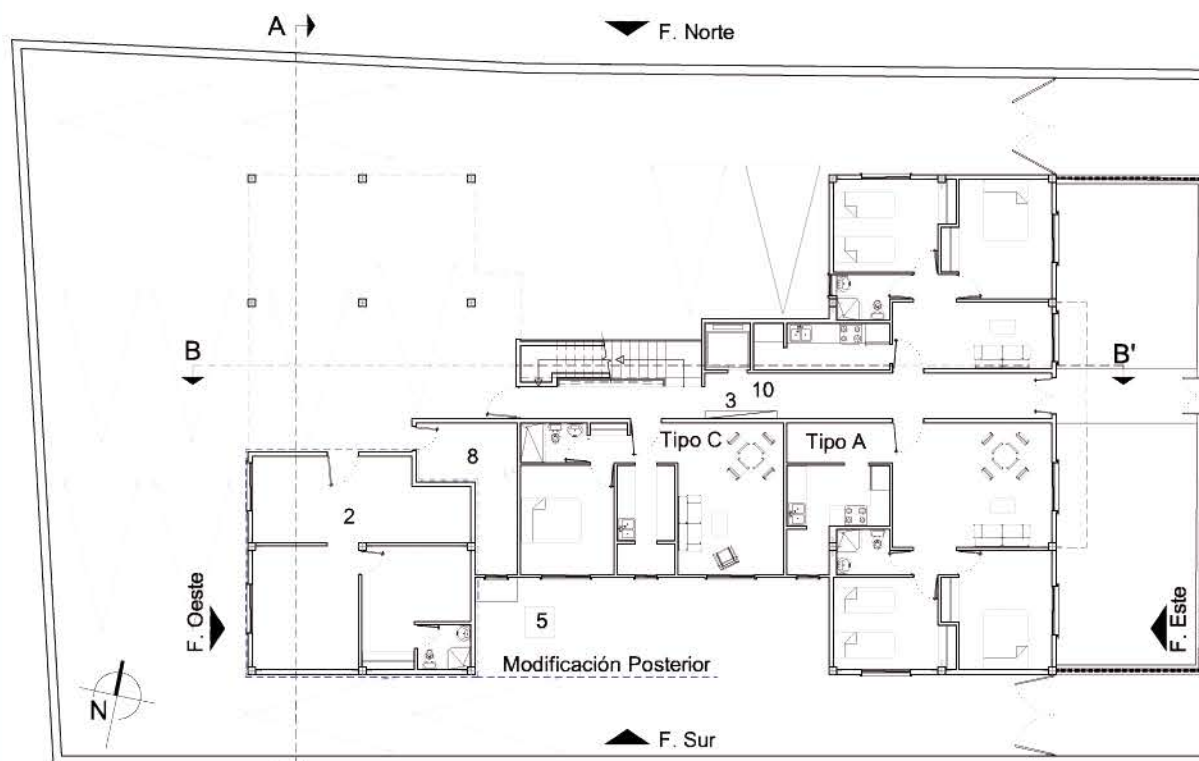 A
F. Norte
B
B'
10
3
Tipo C
Tipo A
8
2
F. Oeste
5
F. Este
Modificación Posterior
N
F. Sur